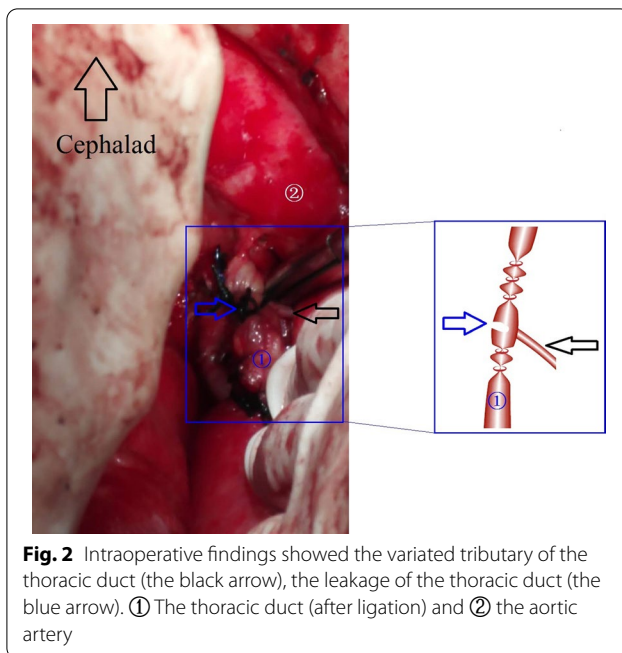 Cephalad
②
①
①
Fig. 2 Intraoperative findings showed the variated tributary of the
thoracic duct (the black arrow), the leakage of the thoracic duct (the
blue arrow). ① The thoracic duct (after ligation) and ② the aortic
artery